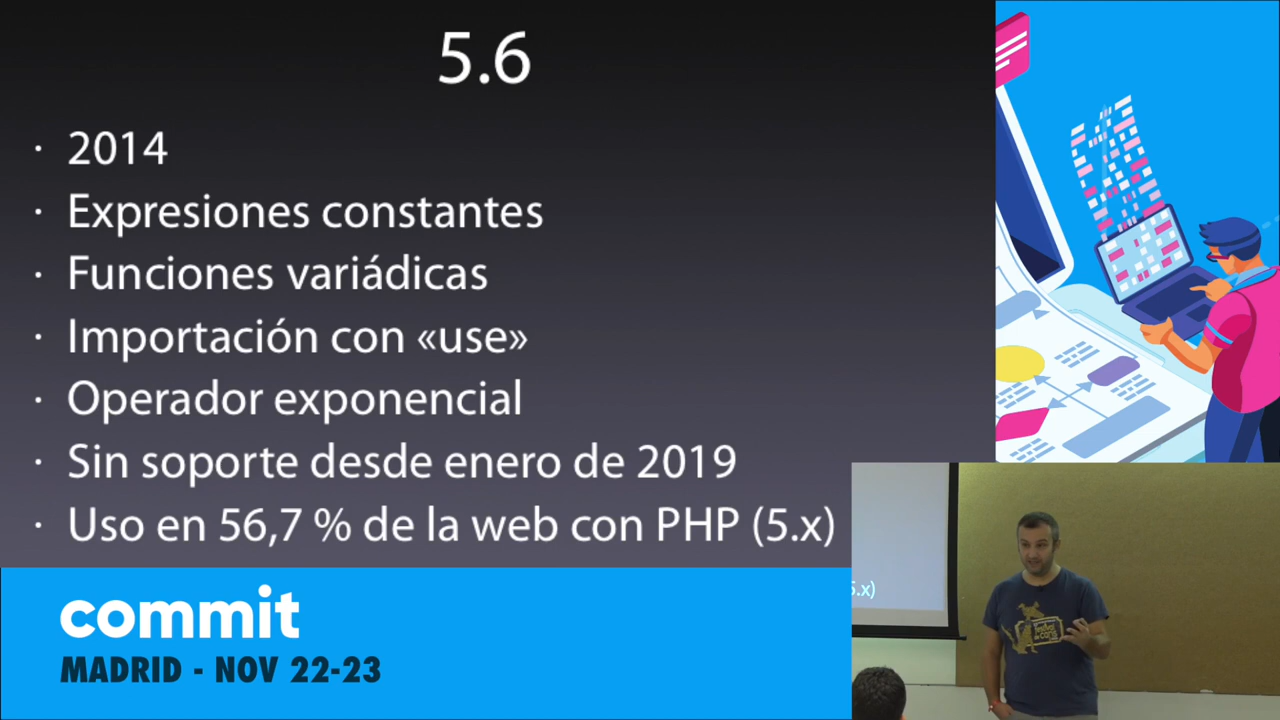 5.6
· 2014
· Expresiones constantes
· Funciones variádicas
· Importación con «use»
· Operador exponencial
· Sin soporte desde enero de 2019
· Uso en 56,7 % de la web con PHP (5.x)
5.x)
commit
MADRID - NOV 22-23